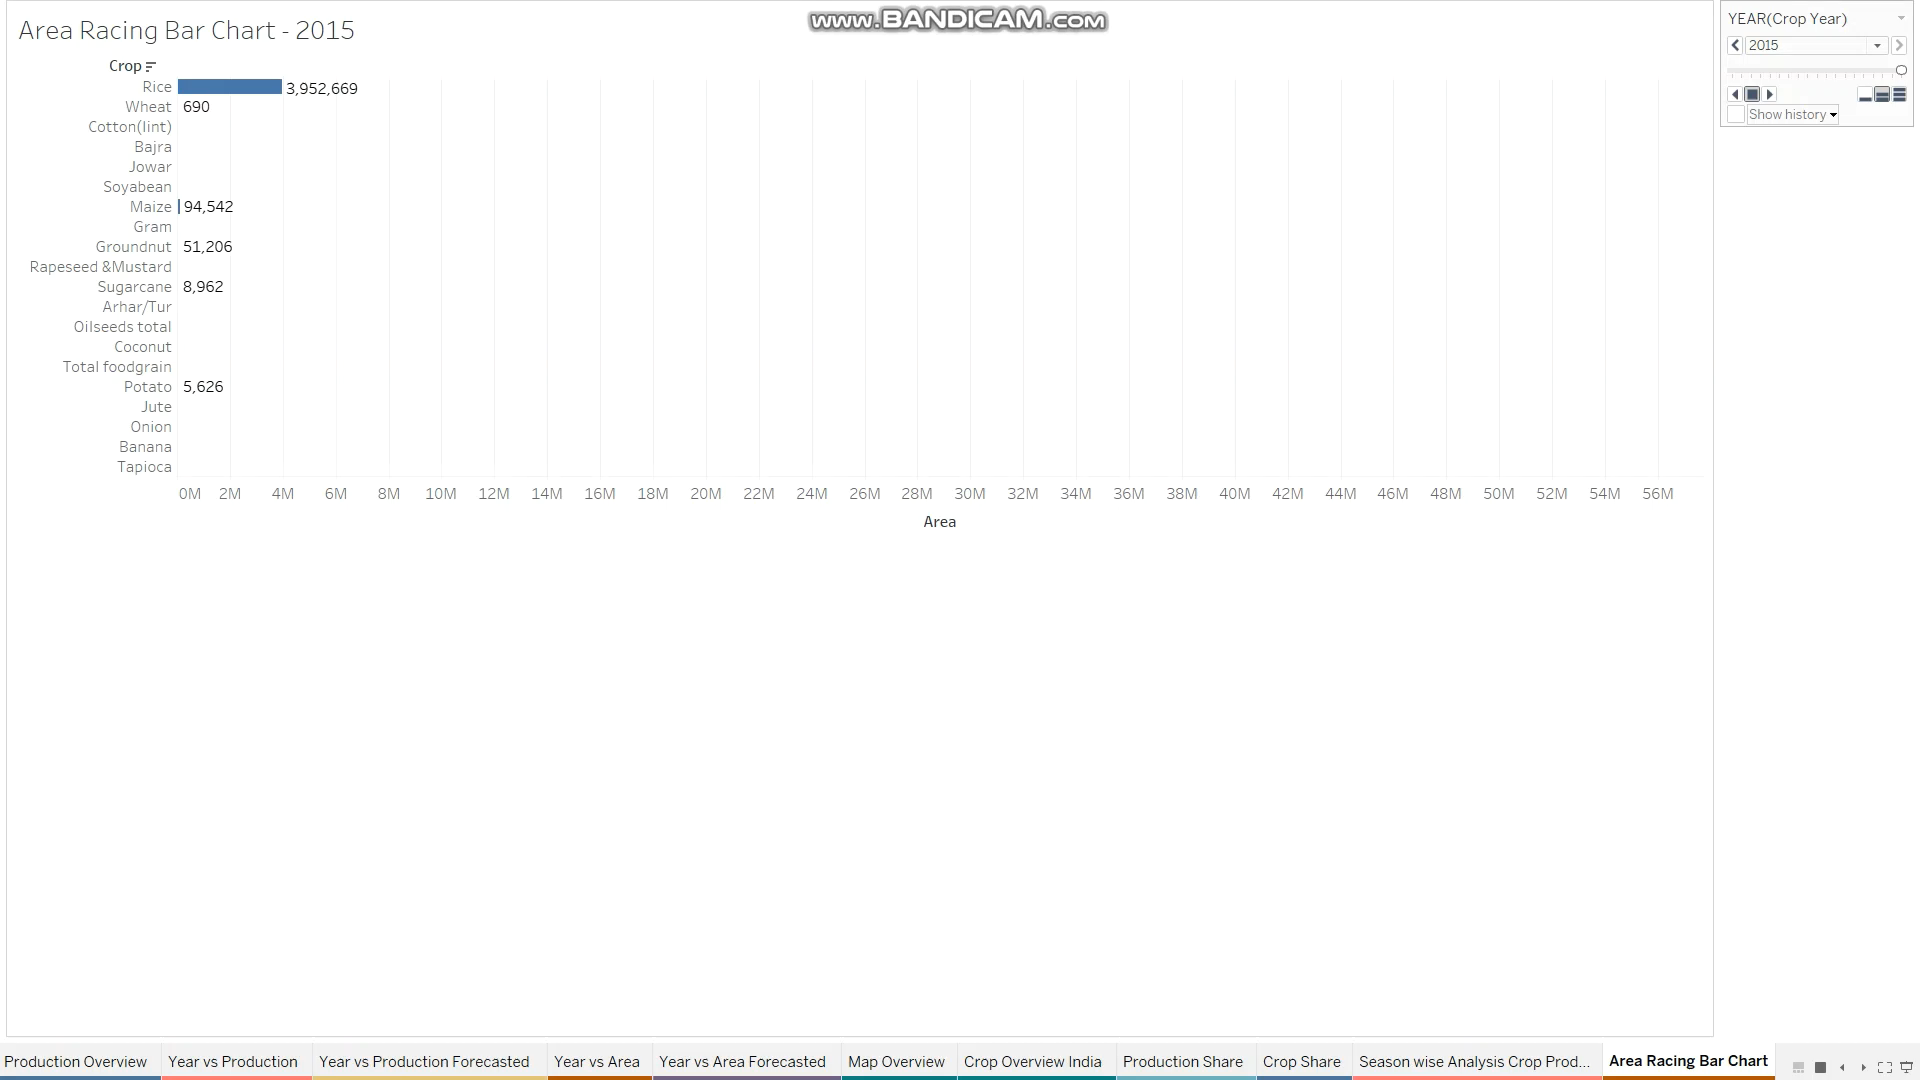 www.BANDICAM.com
Area Racing Bar Chart - 2015
Crop
Rice 3,952,669
Wheat 690
Cotton(lint)
Bajra
Jowar
Soyabean
Maize 94,542
Gram
Groundnut 51,206
Rapeseed &Mustard
Sugarcane 8,962
Arhar/Tur
Oilseeds total
Coconut
Total foodgrain
Potato 5,626
Jute
Onion
Banana
Tapioca
0M 2M 4M 6M 8M 10M 12M 14M 16M 18M 20M 22M 24M 26M 28M 30M 32M 34M 36M 38M 40M 42M 44M 46M 48M 50M 52M 54M 56M
Area
YEAR(Crop Year)
2015
Show history
Production Overview Year vs Production Year vs Production Forecasted Year vs Area Year vs Area Forecasted Map Overview Crop Overview India Production Share Crop Share Season wise Analysis Crop Prod... Area Racing Bar Chart